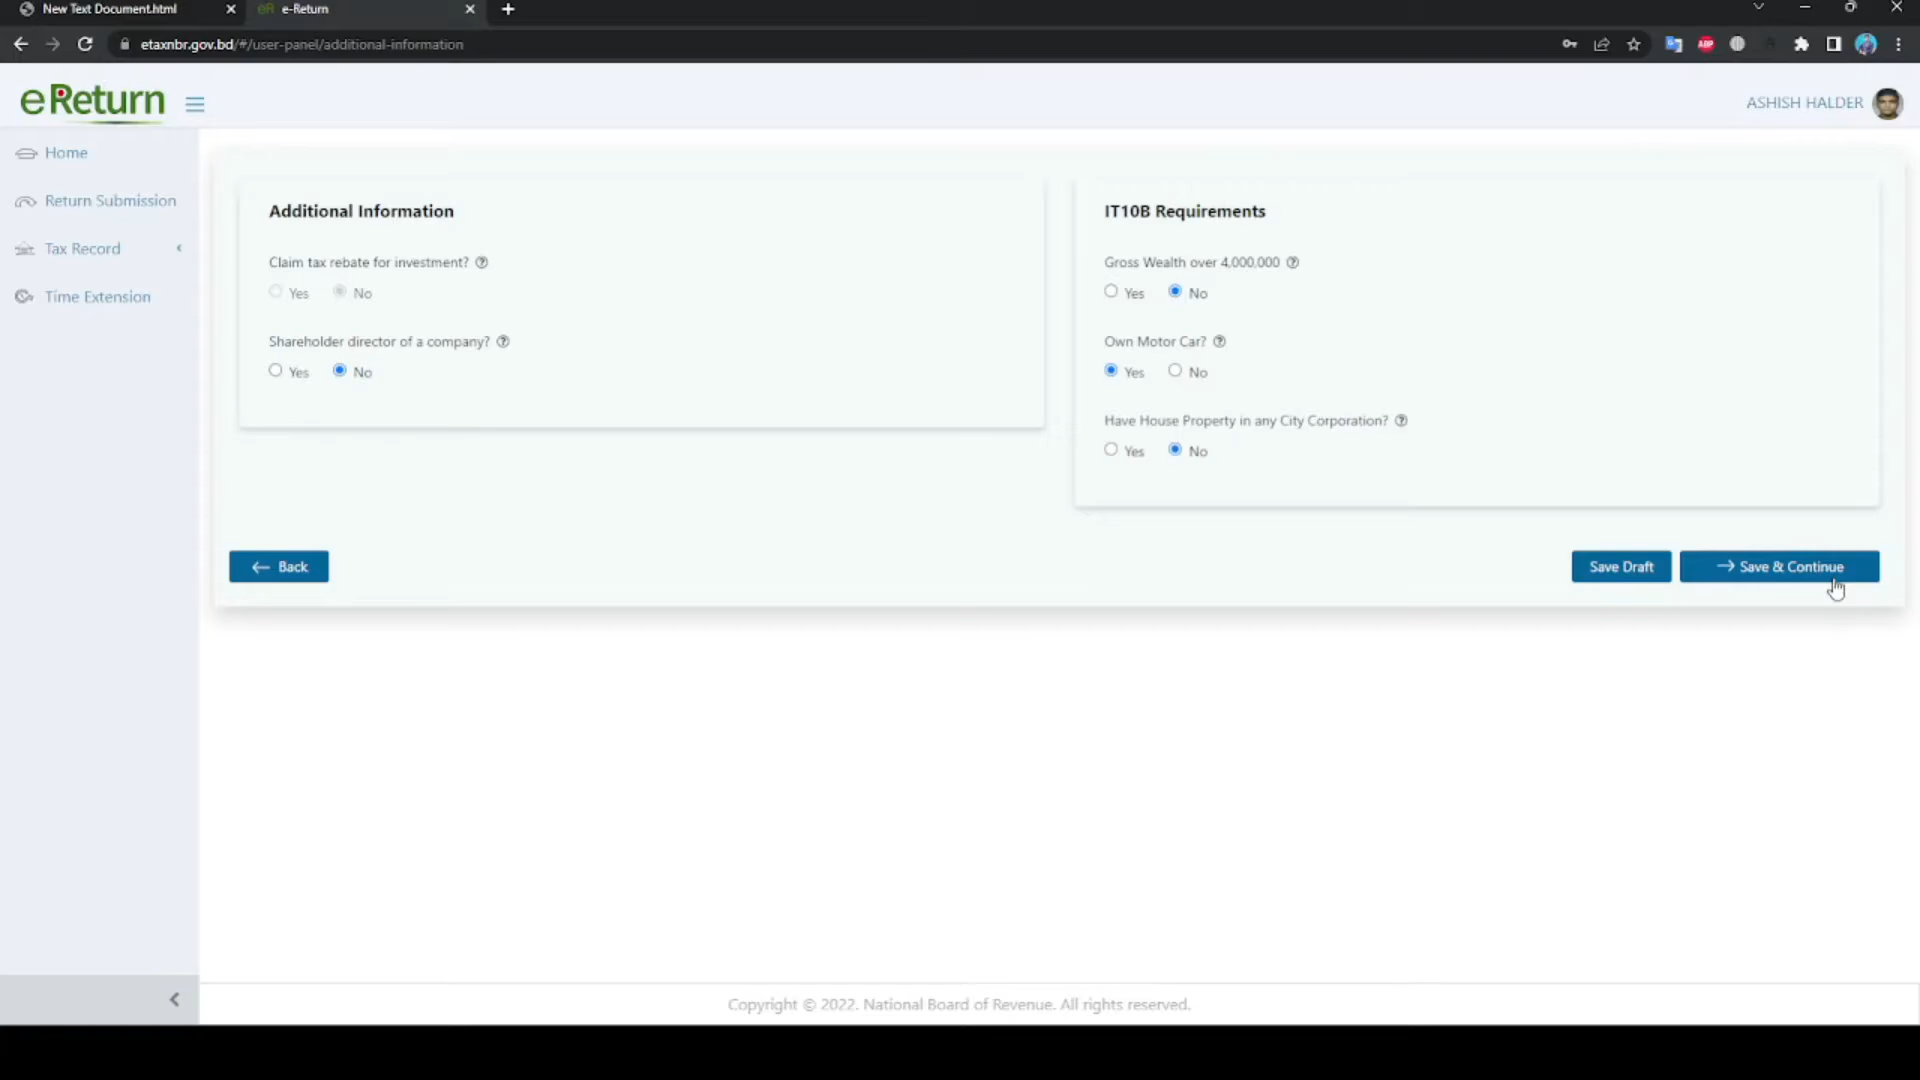 New Text Document.html
e-Return
etaxnbr.gov.bd/#/user-panel/additional-information
ABP
eReturn
ASHISH HALDER
Home
Return Submission
Tax Record
Time Extension
Additional Information
Claim tax rebate for investment?
Yes No
Shareholder director of a company?
Yes No
IT10B Requirements
Gross Wealth over 4,000,000
Yes No
Own Motor Car?
Yes No
Have House Property in any City Corporation?
Yes No
Back
Save Draft
Save & Continue
Copyright © 2022. National Board of Revenue. All rights reserved.